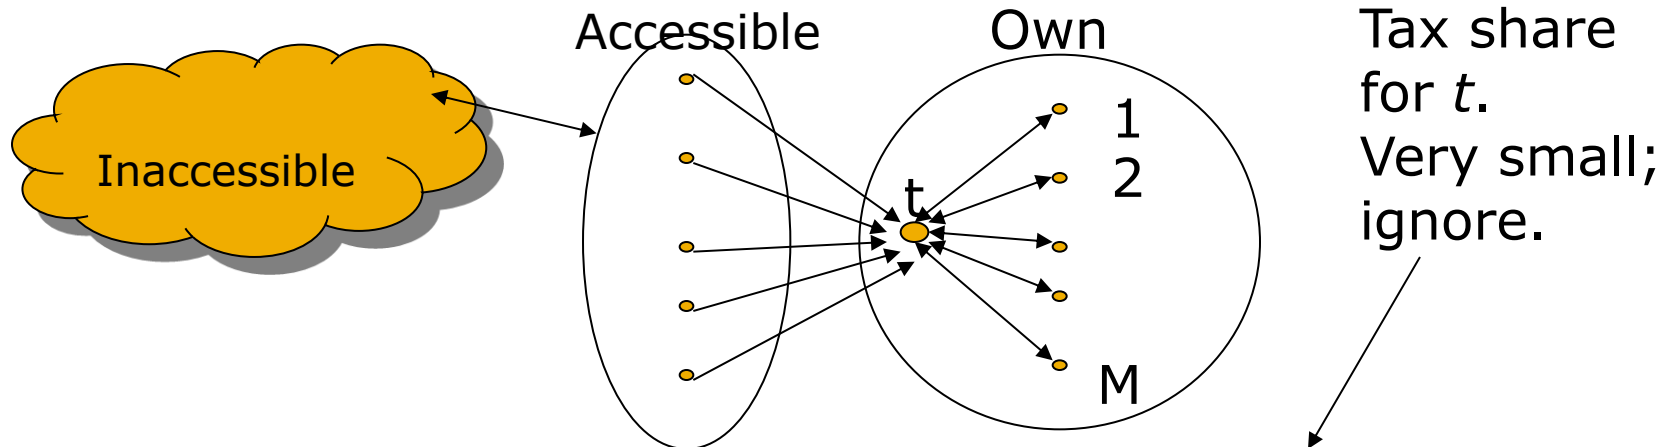 Accessible
Own
Inaccessible
t
1
2
M
Tax share
for t.
Very small;
ignore.